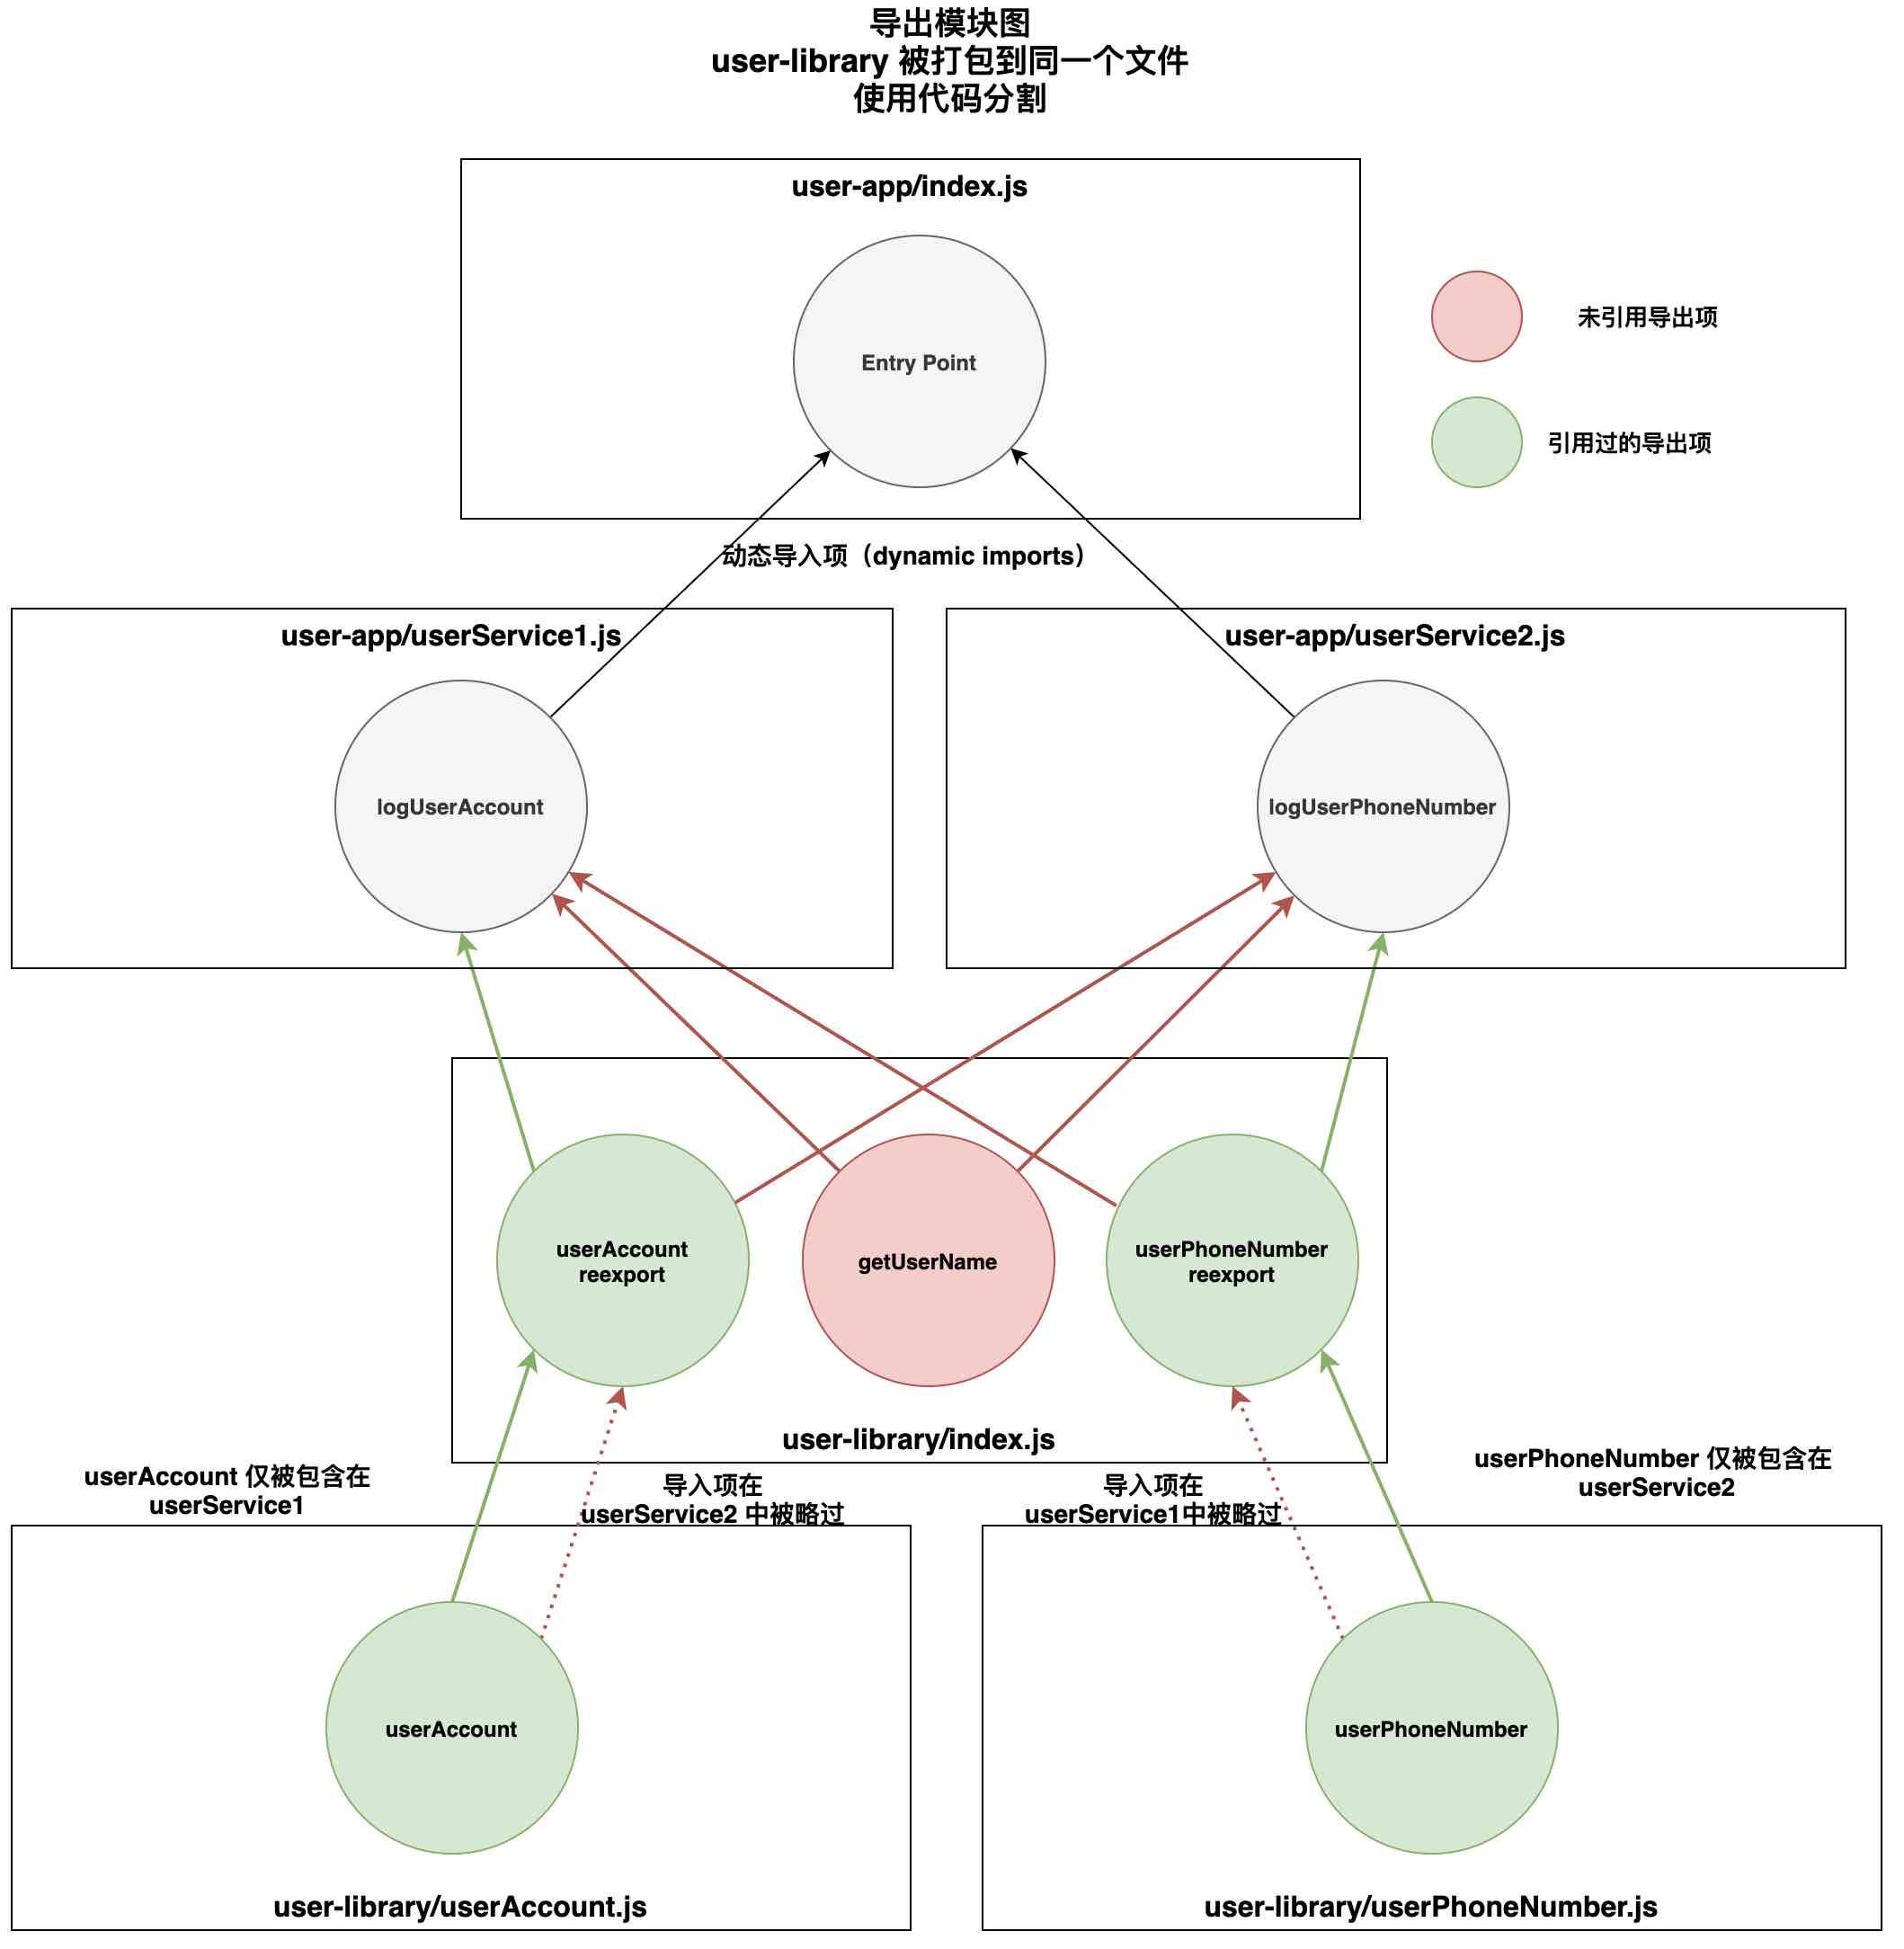 导出模块图
user-library 被打包到同一个文件
使用代码分割
user-app/index.js
Entry Point
未引用导出项
引用过的导出项
动态导入项（dynamic imports）
user-app/userService1.js
user-app/userService2.js
logUserAccount
logUserPhoneNumber
userAccount
reexport
getUserName
userPhoneNumber
reexport
user-library/index.js
userAccount 仅被包含在
userService1
导入项在
userService2 中被略过
导入项在
userService1中被略过
userPhoneNumber 仅被包含在
userService2
userAccount
userPhoneNumber
user-library/userAccount.js
user-library/userPhoneNumber.js